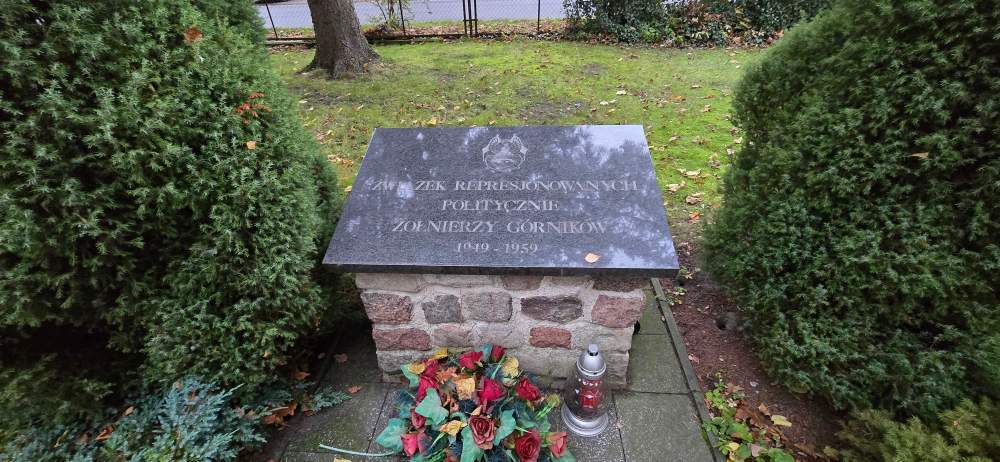 ZWIĄZEK REPRESJONOWANYCH
POLITYCZNIE
ŻOŁNIERZY GÓRNIKÓW
1949 - 1959